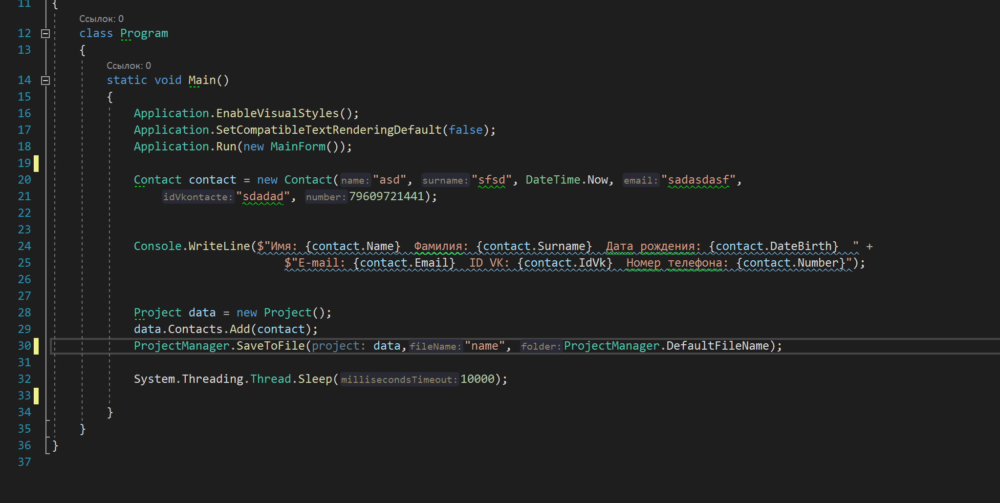 11 {
Ссылок: 0
12 class Program
13 {
Ссылок: 0
14 static void Main()
15 {
16 Application.EnableVisualStyles();
17 Application.SetCompatibleTextRenderingDefault(false);
18 Application.Run(new MainForm());
19
20 Contact contact = new Contact(name:"asd", surname:"sfsd", DateTime.Now, email:"sadasdasf",
21 idVkontacte:"sdadad", number:79609721441);
22
23
24 Console.WriteLine($"Имя: {contact.Name}  Фамилия: {contact.Surname}  Дата рождения: {contact.DateBirth}  " +
25 $"E-mail: {contact.Email}  ID VK: {contact.IdVk}  Номер телефона: {contact.Number}");
26
27
28 Project data = new Project();
29 data.Contacts.Add(contact);
30 ProjectManager.SaveToFile(project: data,fileName:"name", folder:ProjectManager.DefaultFileName);
31
32 System.Threading.Thread.Sleep(millisecondsTimeout:10000);
33
34 }
35 }
36 }
37